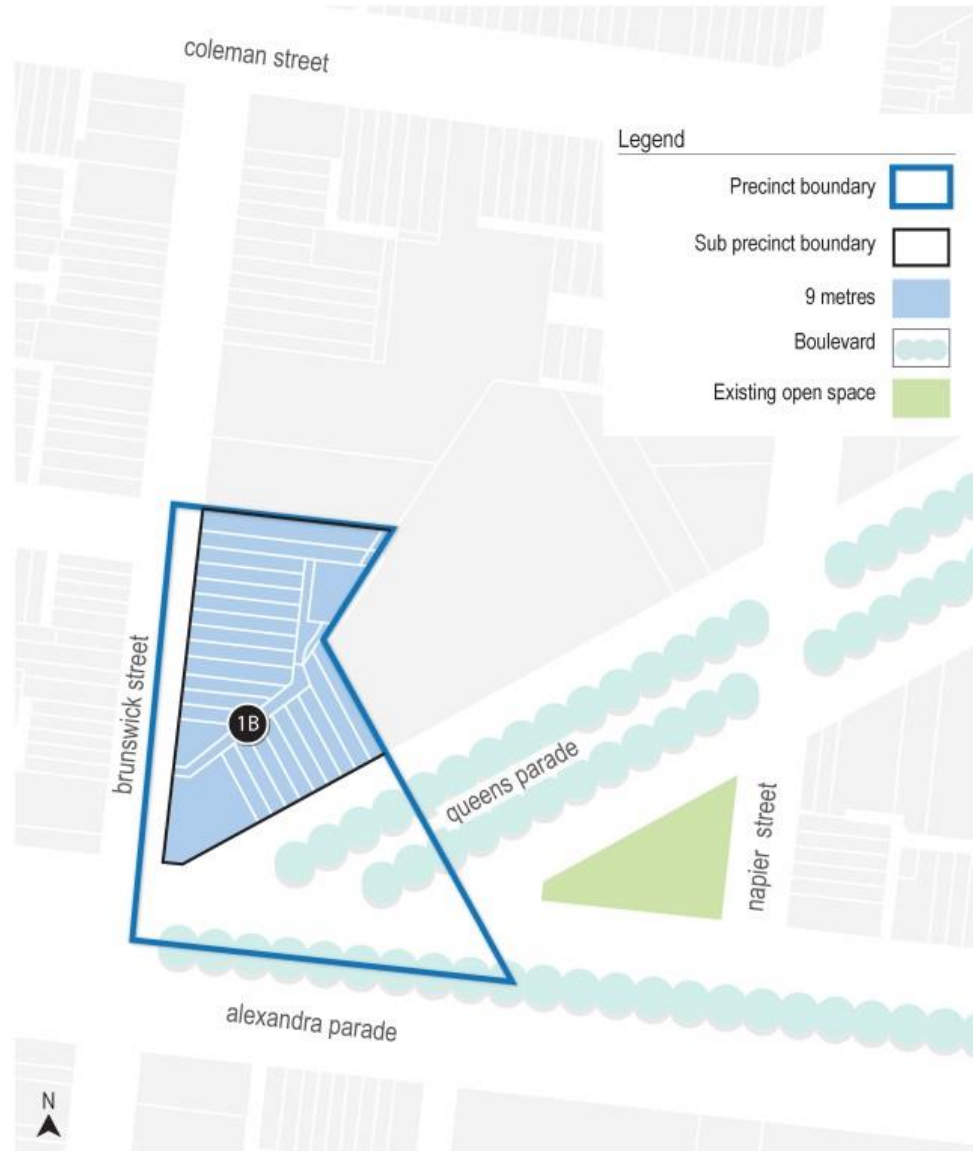 coleman street
Legend
Precinct boundary
Sub precinct boundary
9 metres
Boulevard
Existing open space
brunswick street
1B
queens parade
napier street
alexandra parade
N